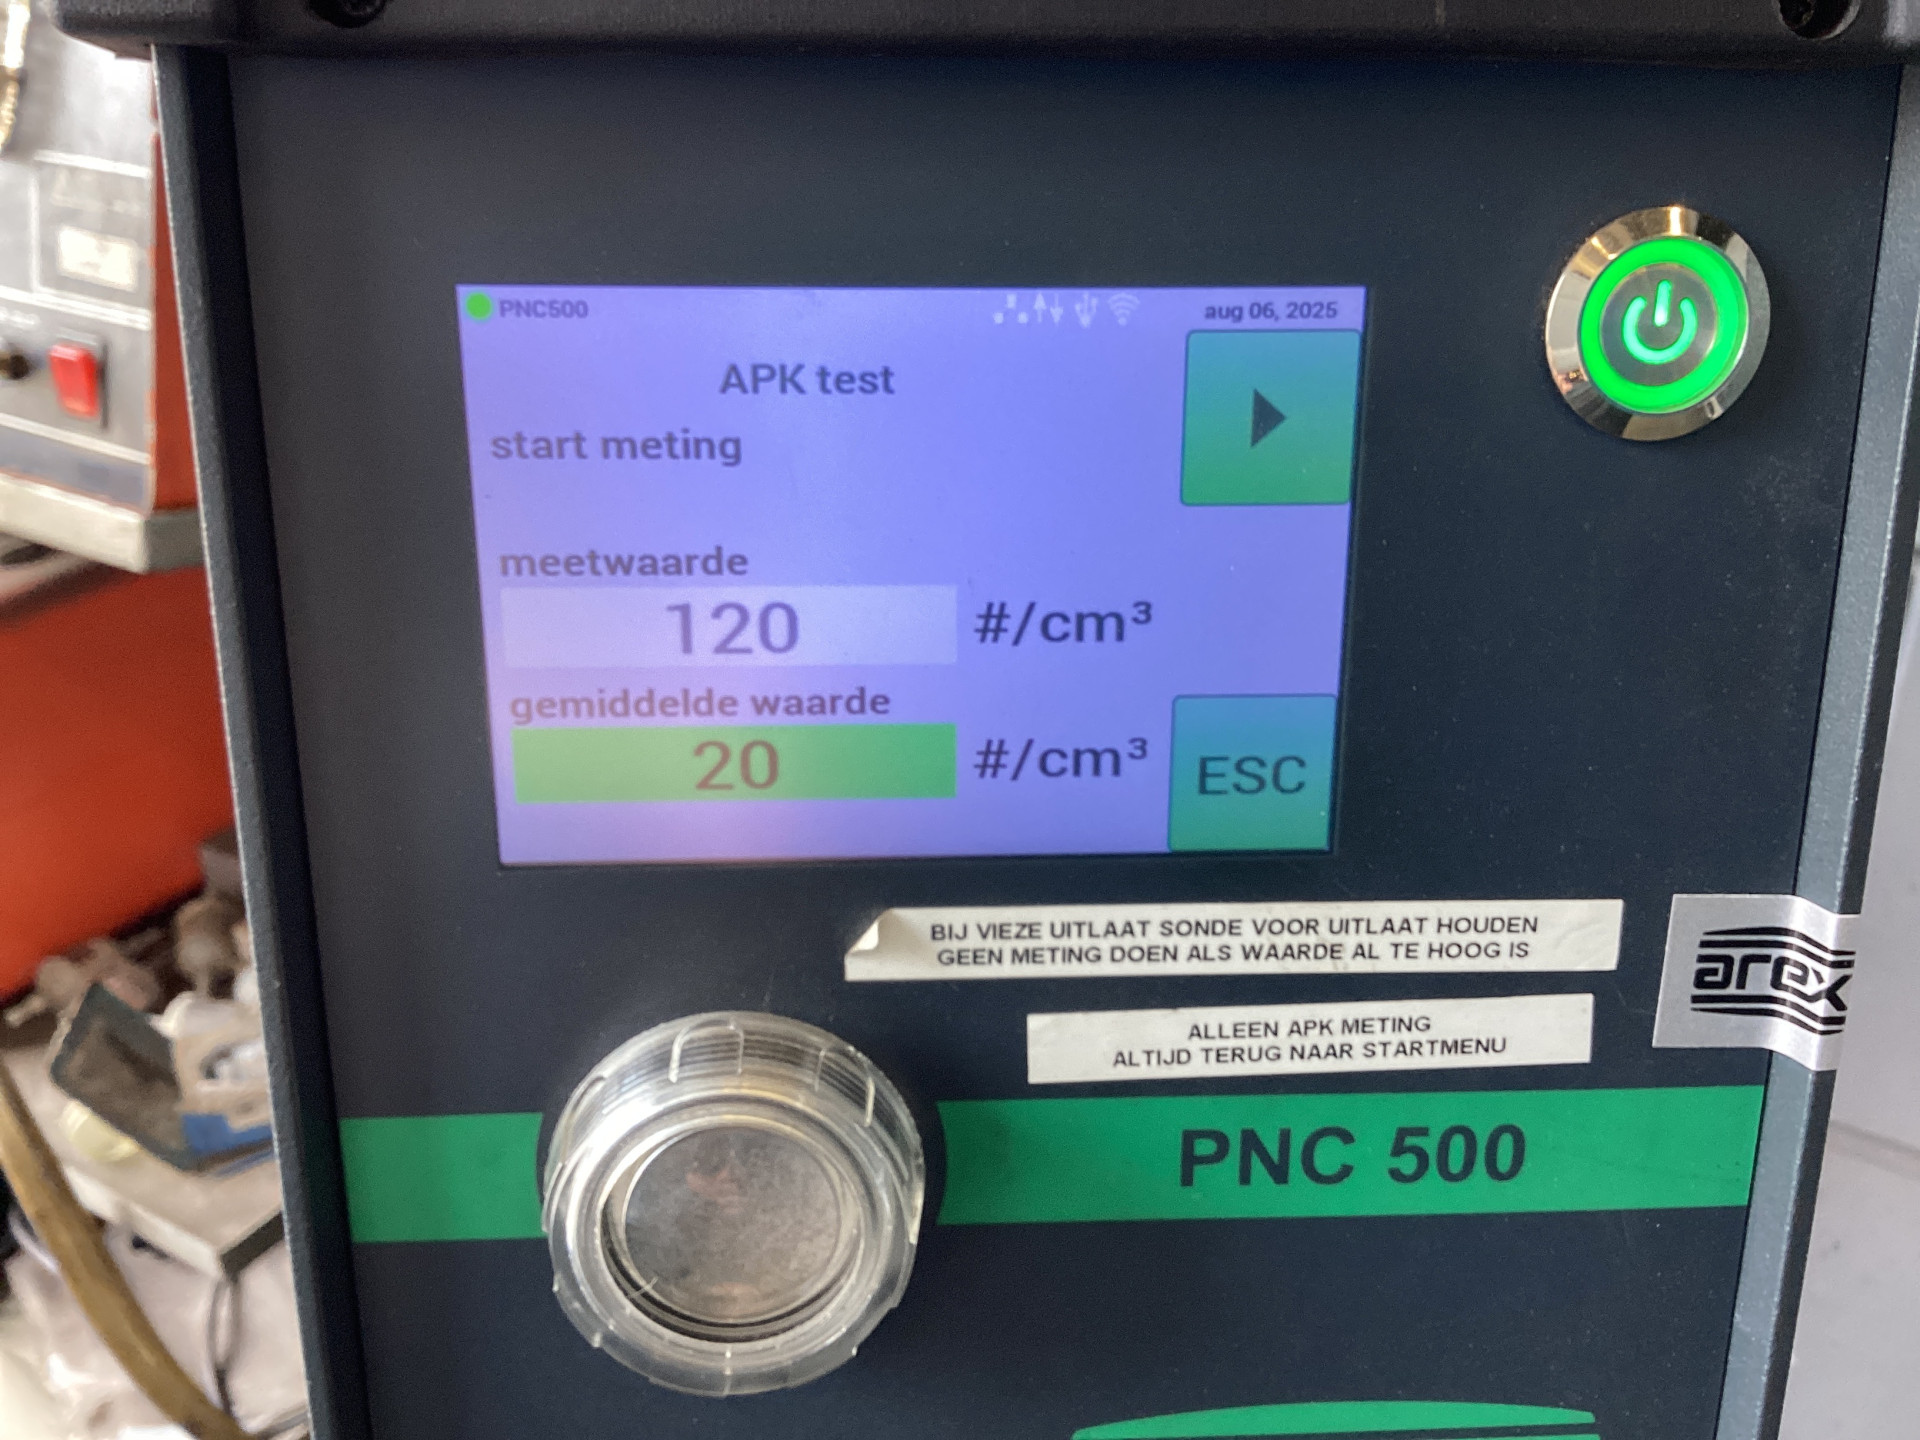 PNC500
aug 06, 2025
APK test
start meting
meetwaarde
120 #/cm³
gemiddelde waarde
20 #/cm³
ESC
BIJ VIEZE UITLAAT SONDE VOOR UITLAAT HOUDEN
GEEN METING DOEN ALS WAARDE AL TE HOOG IS
arex
ALLEEN APK METING
ALTIJD TERUG NAAR STARTMENU
PNC 500